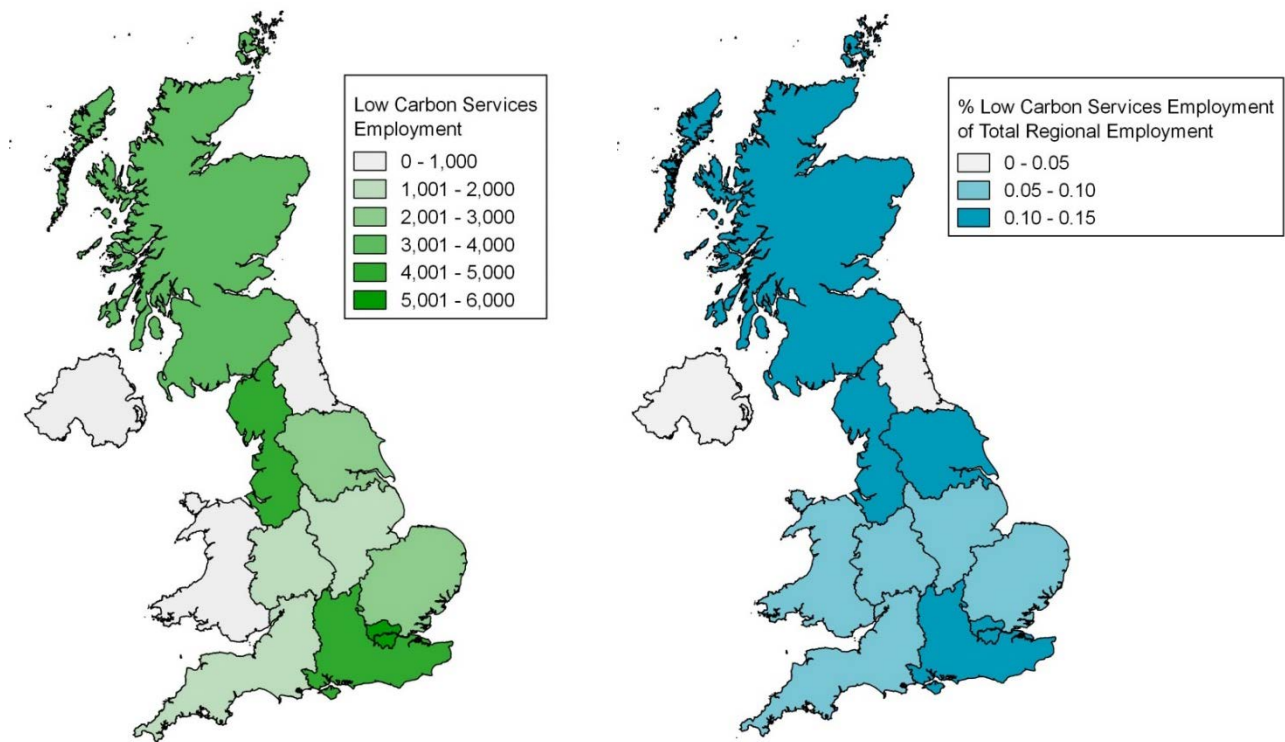 Low Carbon Services
Employment
0 - 1,000
1,001 - 2,000
2,001 - 3,000
3,001 - 4,000
4,001 - 5,000
5,001 - 6,000
% Low Carbon Services Employment
of Total Regional Employment
0 - 0.05
0.05 - 0.10
0.10 - 0.15